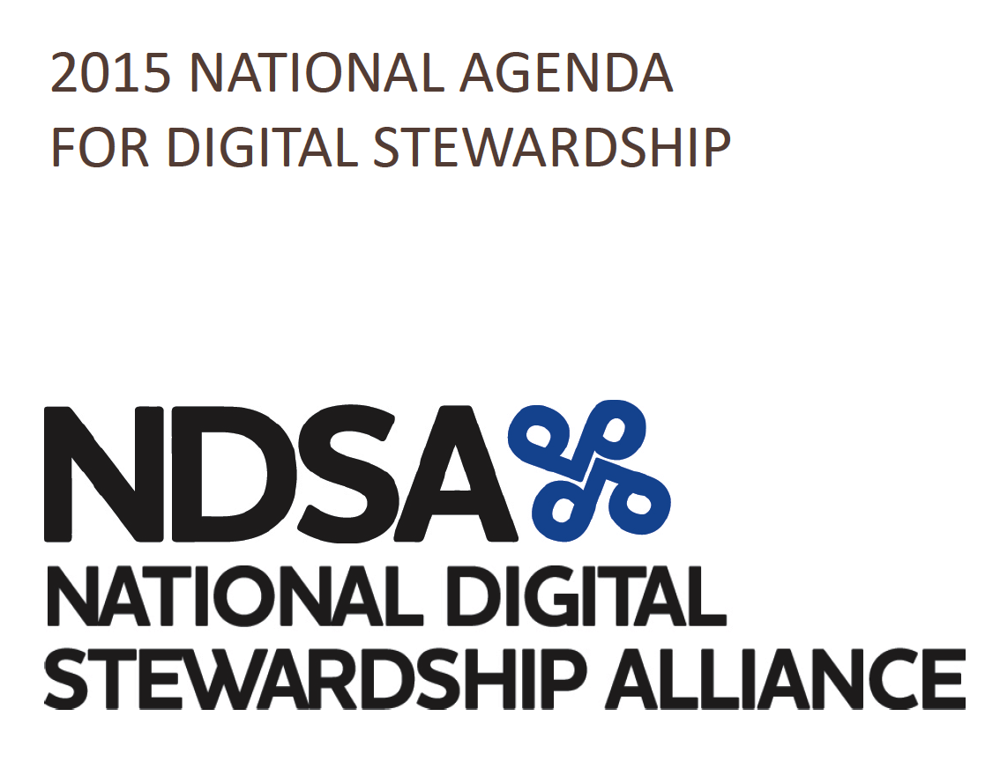 2015 NATIONAL AGENDA
FOR DIGITAL STEWARDSHIP
NDSA
NATIONAL DIGITAL
STEWARDSHIP ALLIANCE